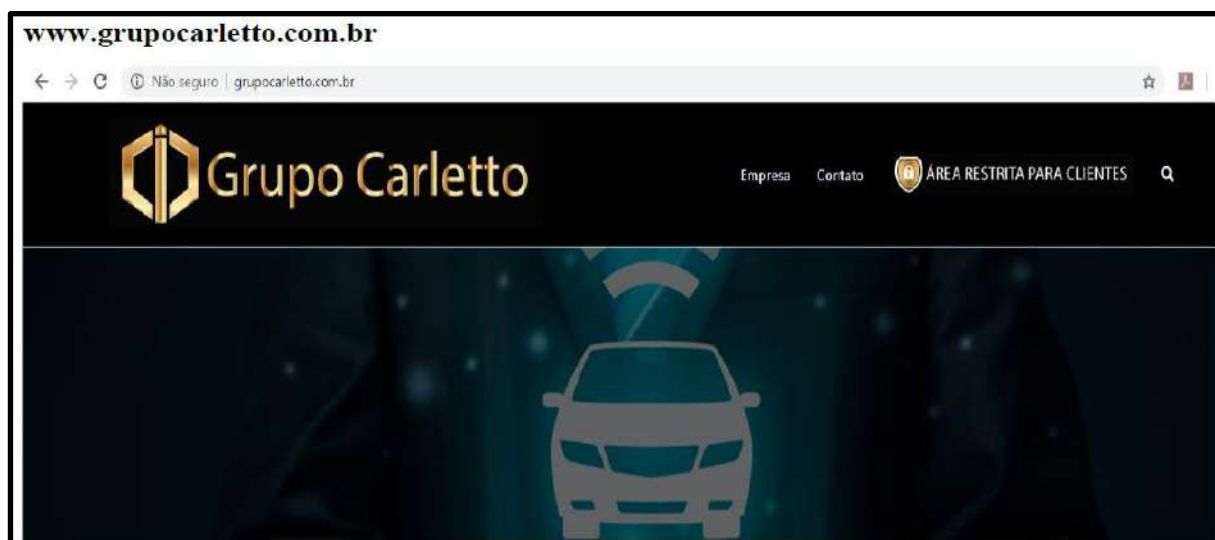 www.grupocarletto.com.br
Não seguro | grupocarletto.com.br
Grupo Carletto
Empresa Contato ÁREA RESTRITA PARA CLIENTES